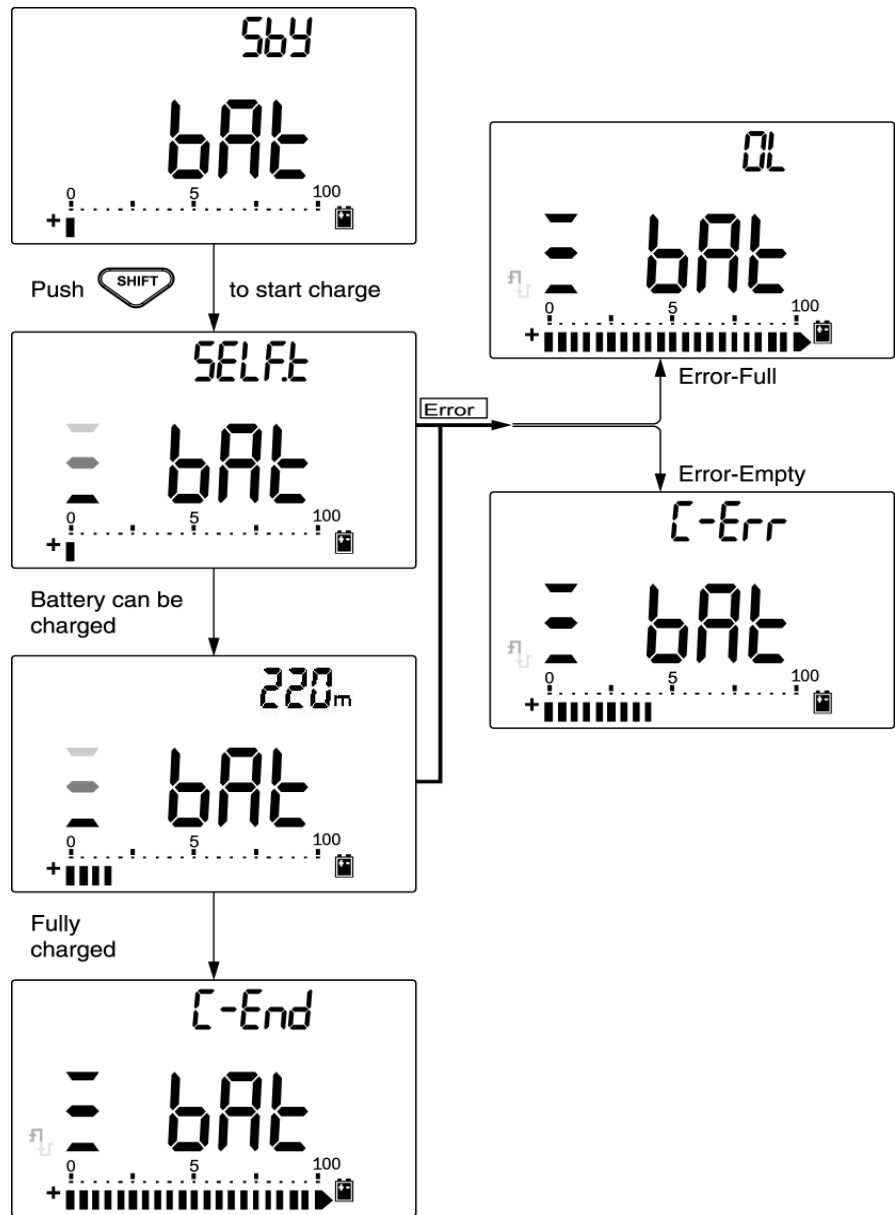 Sby
bAt
0 5 100
+
Push SHIFT to start charge
SELF.t
bAt
0 5 100
+
Battery can be
charged
220m
bAt
0 5 100
+
Fully
charged
C-End
bAt
0 5 100
+
Error
OL
bAt
0 5 100
+
Error-Full
Error-Empty
C-Err
bAt
0 5 100
+